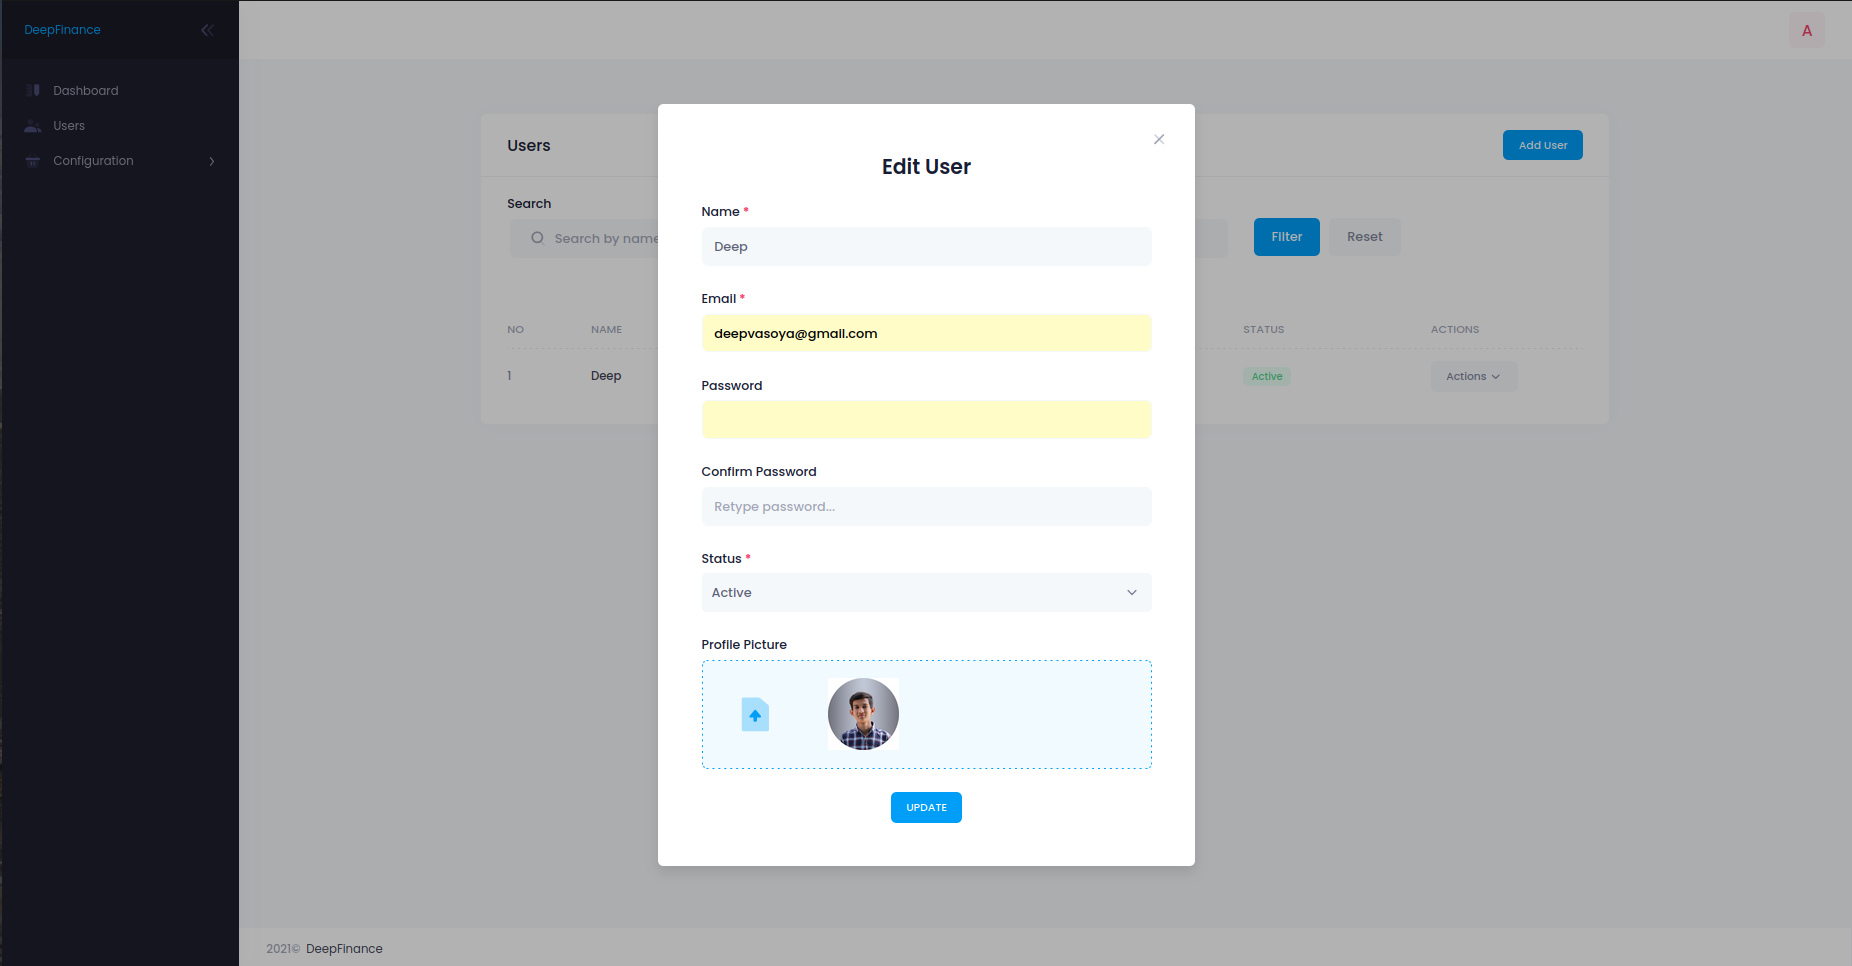 DeepFinance
A
Dashboard
Users
Configuration
Users
Add User
Search
Search by name
Filter
Reset
NO NAME STATUS ACTIONS
1 Deep Active Actions
Edit User
Name *
Deep
Email *
deepvasoya@gmail.com
Password
Confirm Password
Retype password...
Status *
Active
Profile Picture
UPDATE
2021© DeepFinance